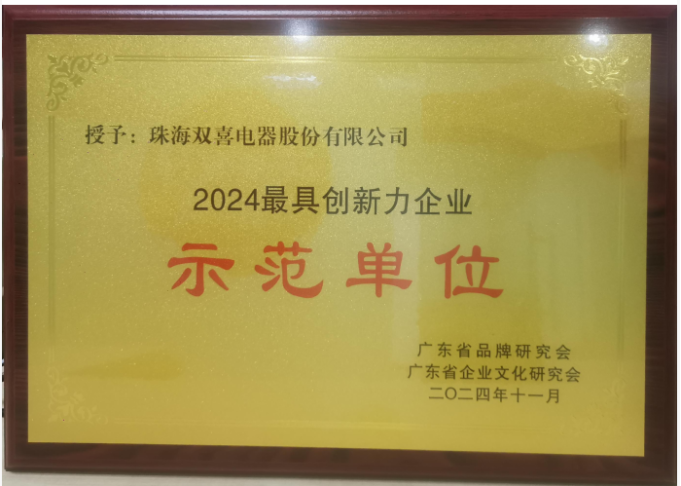 授予：珠海双喜电器股份有限公司
2024最具创新力企业
示范单位
广东省品牌研究会
广东省企业文化研究会
二〇二四年十一月